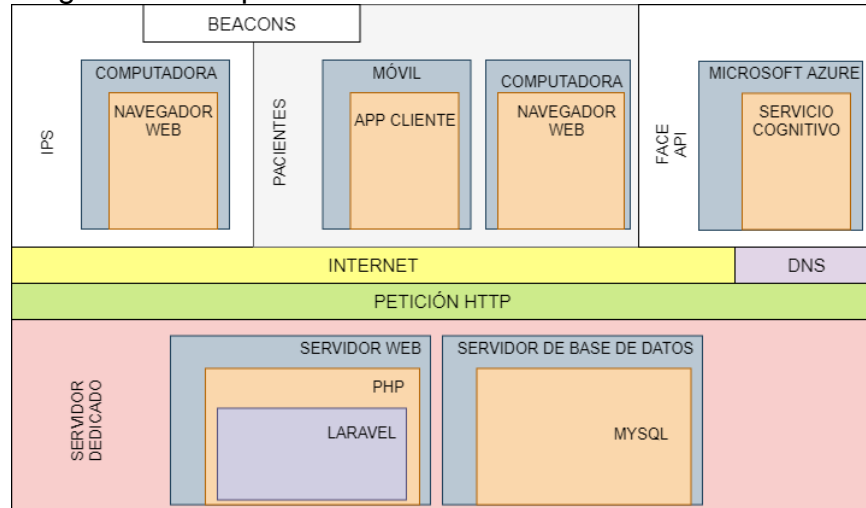 BEACONS
IPS
COMPUTADORA
NAVEGADOR
WEB
PACIENTES
MÓVIL
APP CLIENTE
COMPUTADORA
NAVEGADOR
WEB
FACE
API
MICROSOFT AZURE
SERVICIO
COGNITIVO
INTERNET
DNS
PETICIÓN HTTP
SERVIDOR
DEDICADO
SERVIDOR WEB
PHP
LARAVEL
SERVIDOR DE BASE DE DATOS
MYSQL